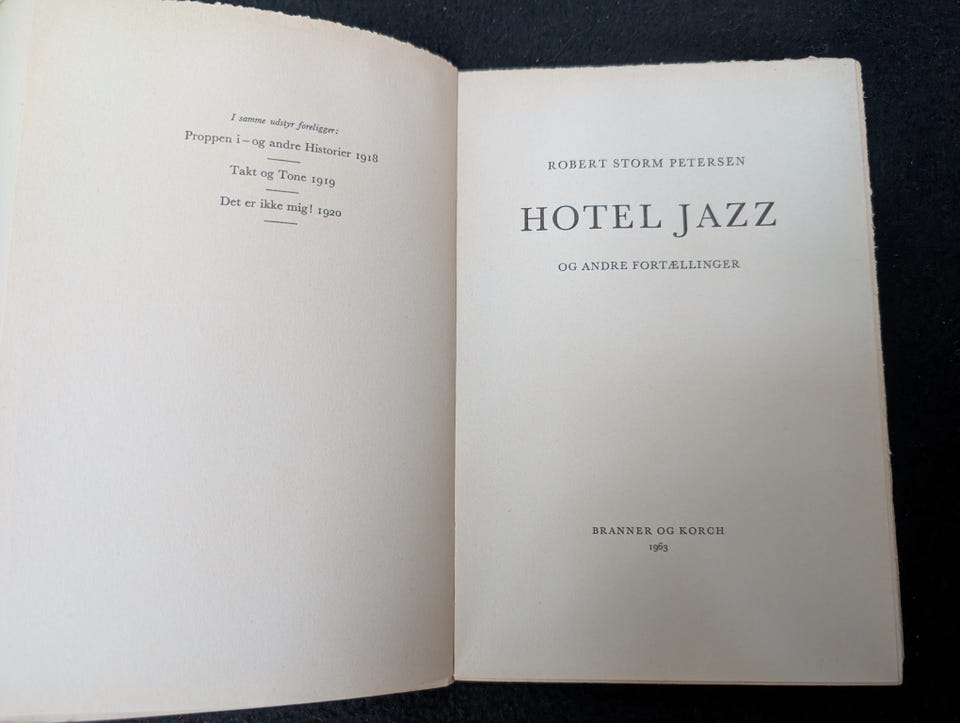 I samme udstyr foreligger:
Proppen i – og andre Historier 1918
Takt og Tone 1919
Det er ikke mig! 1920
ROBERT STORM PETERSEN
HOTEL JAZZ
OG ANDRE FORTÆLLINGER
BRANNER OG KORCH
1963